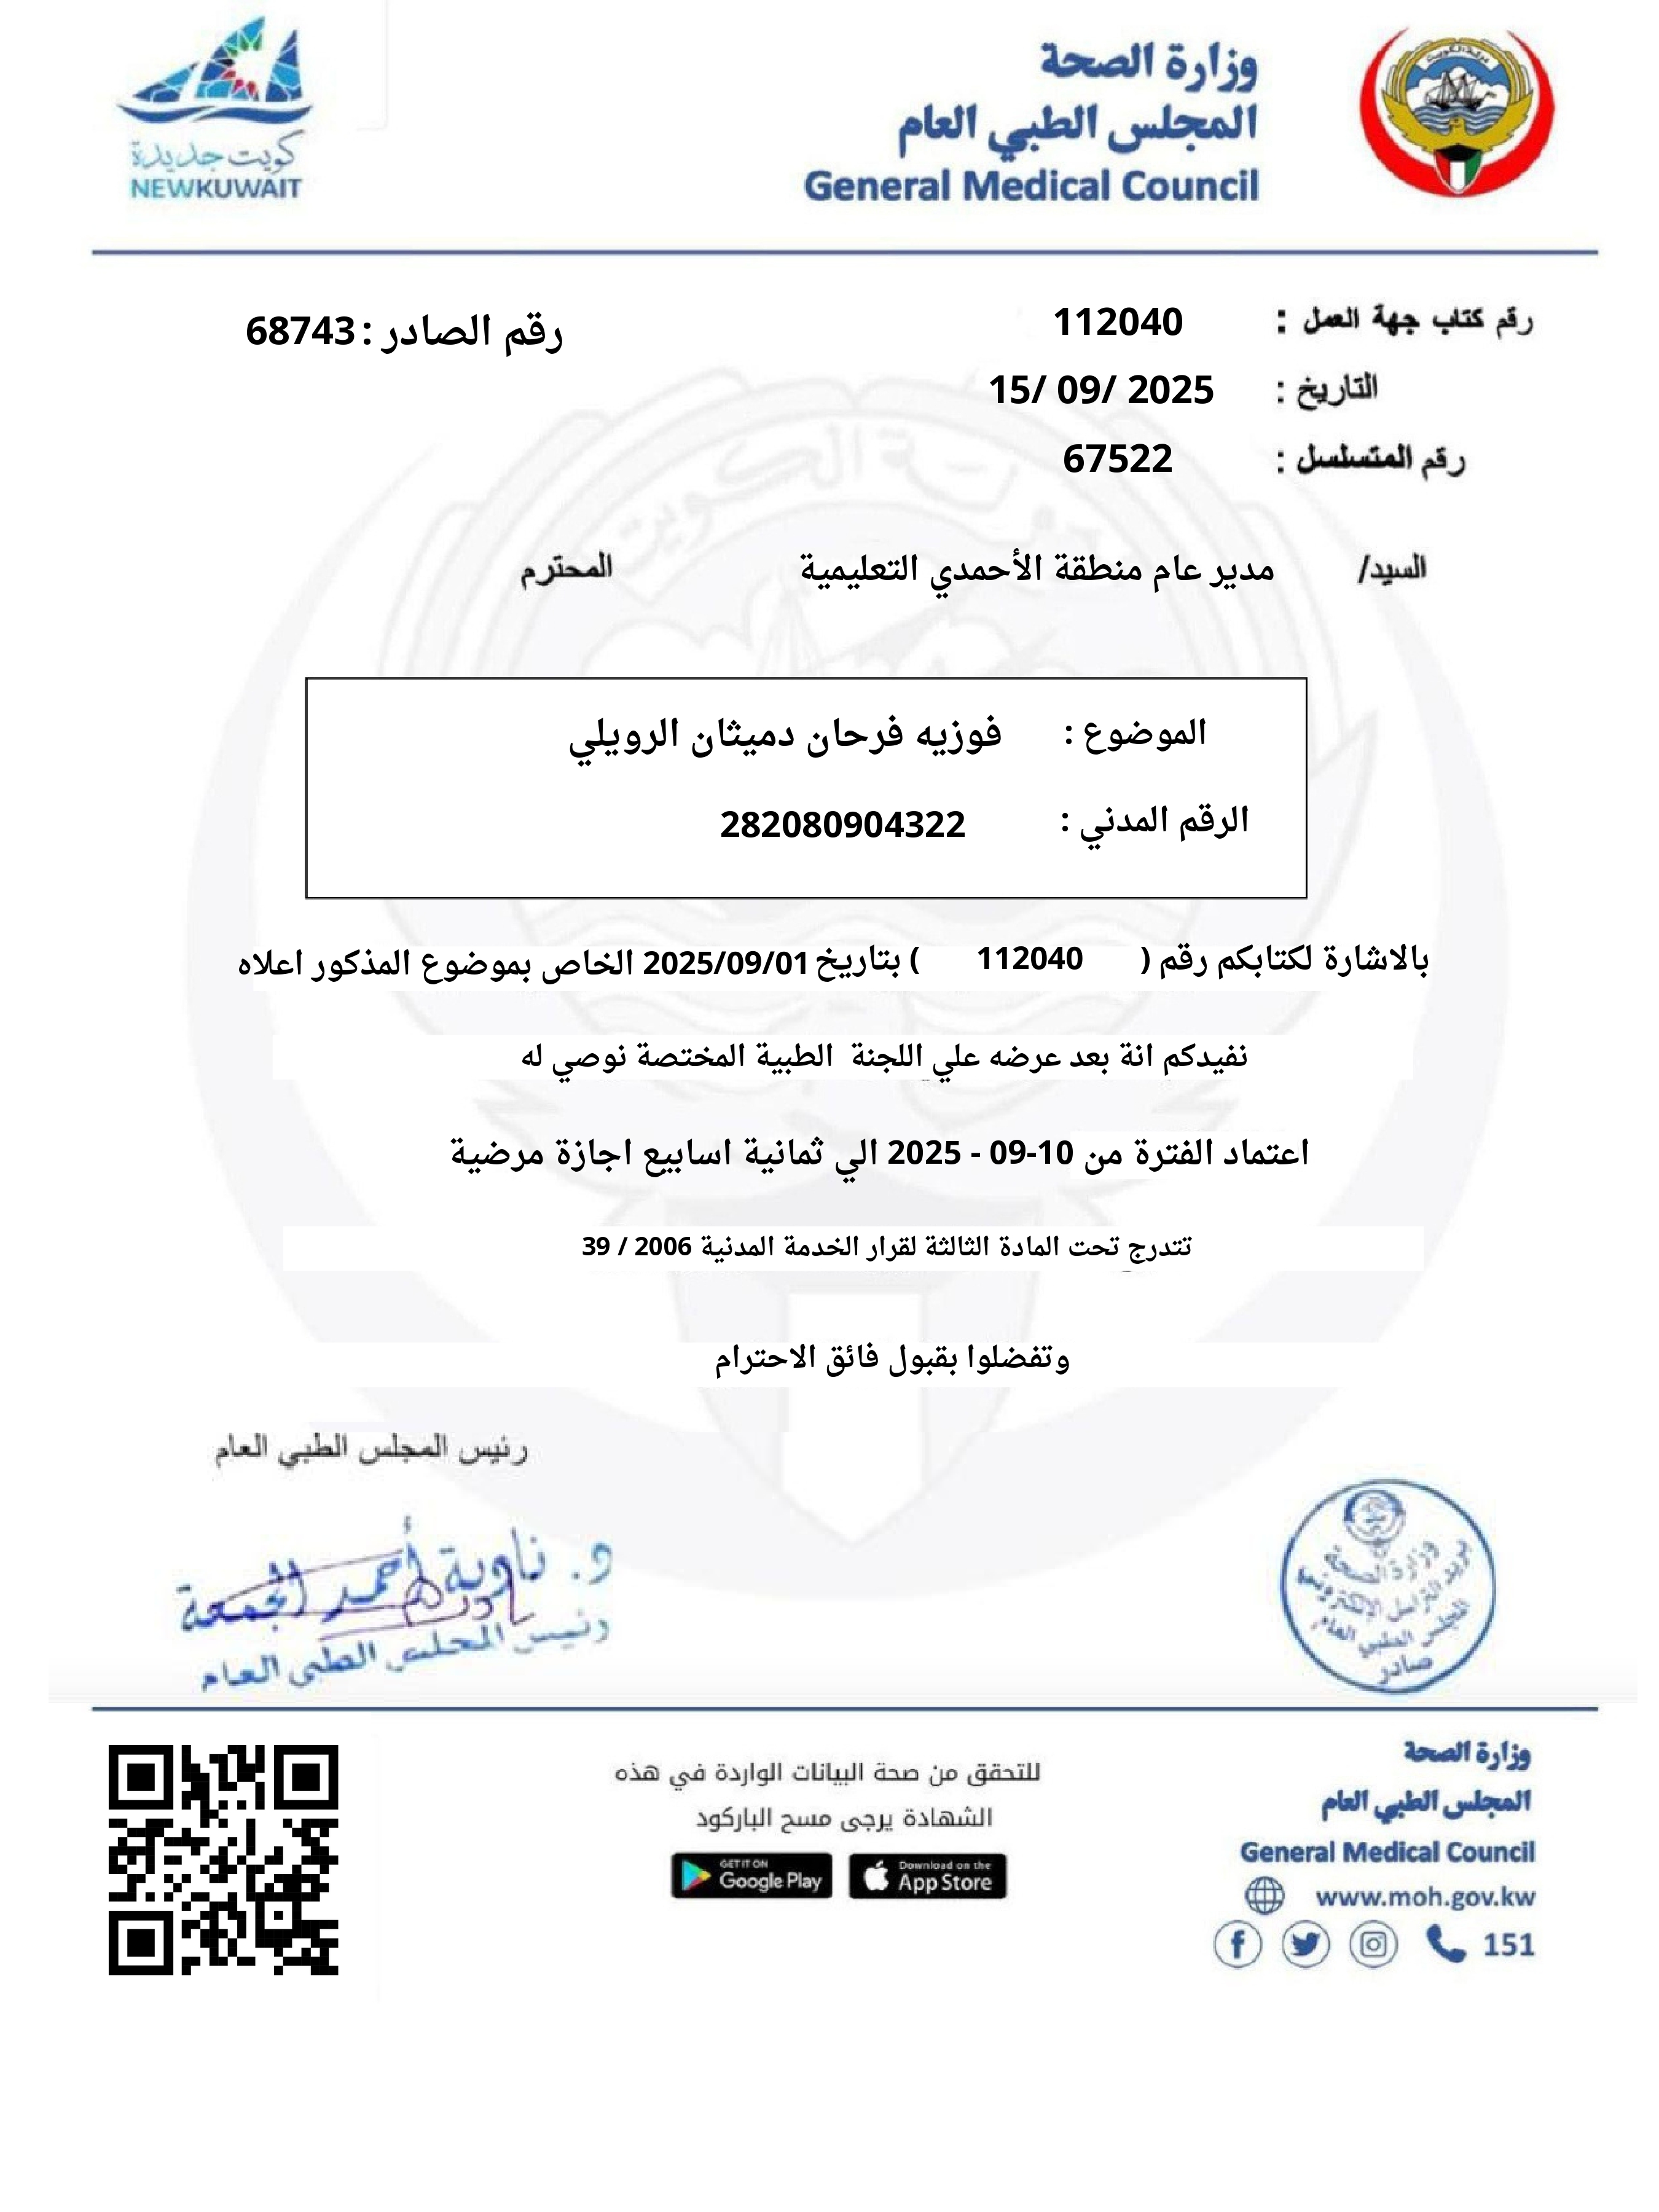 كويت جديدة
NEWKUWAIT
وزارة الصحة
المجلس الطبي العام
General Medical Council
رقم كتاب جهة العمل : 112040
رقم الصادر : 68743
التاريخ : 15/ 09/ 2025
رقم المتسلسل : 67522
السيد/ مدير عام منطقة الأحمدي التعليمية المحترم
الموضوع : فوزيه فرحان دميثان الرويلي
الرقم المدني : 282080904322
بالاشارة لكتابكم رقم ( 112040 ) بتاريخ 2025/09/01 الخاص بموضوع المذكور اعلاه
نفيدكم انة بعد عرضه علي اللجنة الطبية المختصة نوصي له
اعتماد الفترة من 10-09 - 2025 الي ثمانية اسابيع اجازة مرضية
تتدرج تحت المادة الثالثة لقرار الخدمة المدنية 2006 / 39
وتفضلوا بقبول فائق الاحترام
رئيس المجلس الطبي العام
د. نادية أحمد الجمعة
رئيس المجلس الطبي العام
وزارة الصحة
بريد التراسل الإلكتروني
المجلس الطبي العام
صادر
للتحقق من صحة البيانات الواردة في هذه
الشهادة يرجى مسح الباركود
GET IT ON
Google Play
Download on the
App Store
وزارة الصحة
المجلس الطبي العام
General Medical Council
www.moh.gov.kw
151